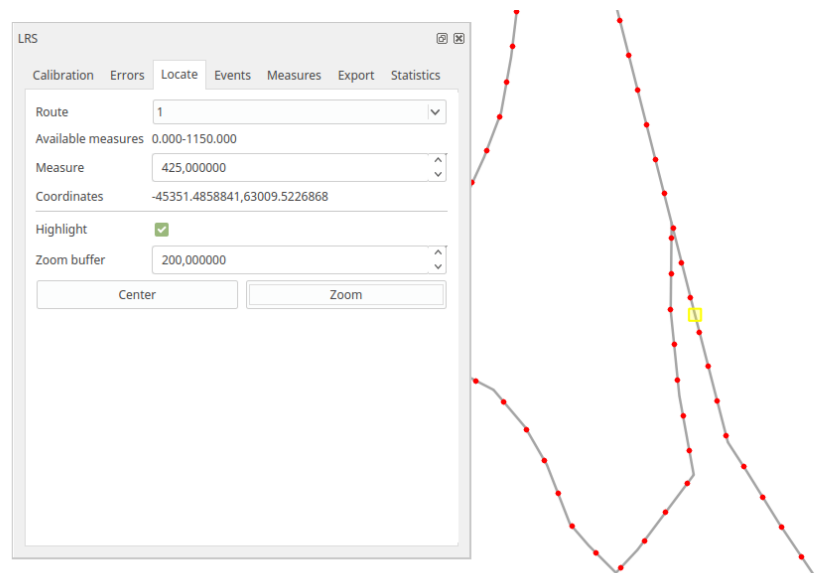 LRS
Calibration Errors Locate Events Measures Export Statistics
Route 1
Available measures 0.000-1150.000
Measure 425,000000
Coordinates -45351.4858841,63009.5226868
Highlight
Zoom buffer 200,000000
Center Zoom